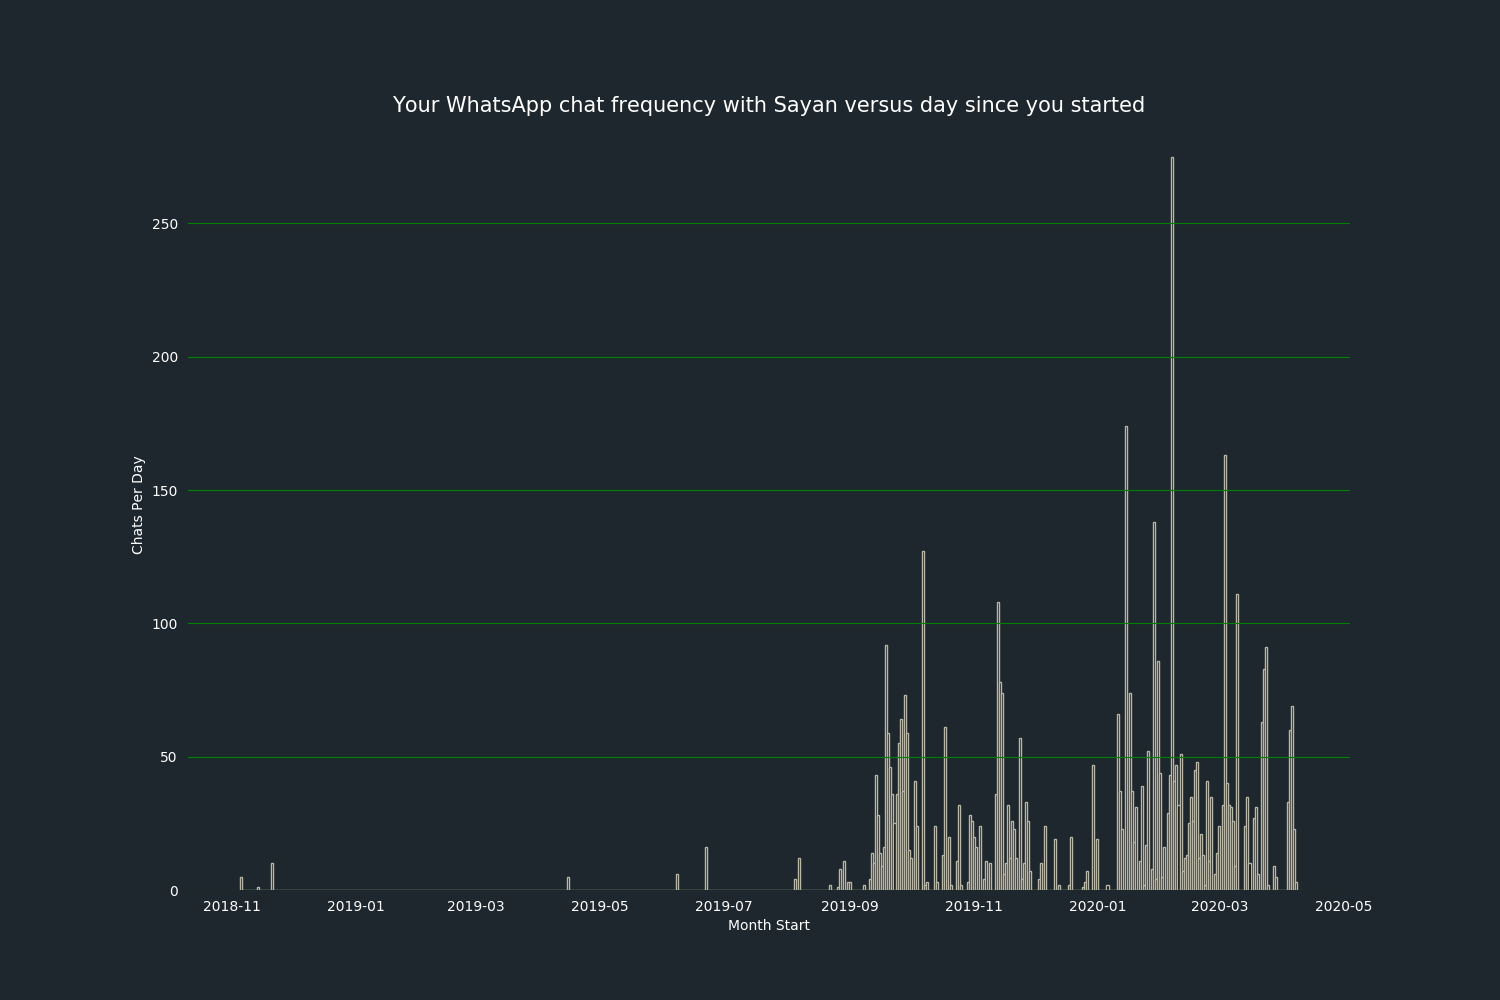 Your WhatsApp chat frequency with Sayan versus day since you started
250
200
150
100
50
0
Chats Per Day
2018-11 2019-01 2019-03 2019-05 2019-07 2019-09 2019-11 2020-01 2020-03 2020-05
Month Start